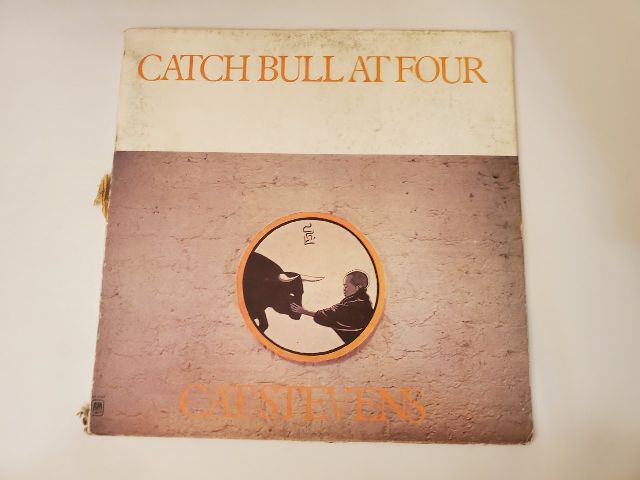 CATCH BULL AT FOUR
CAT STEVENS